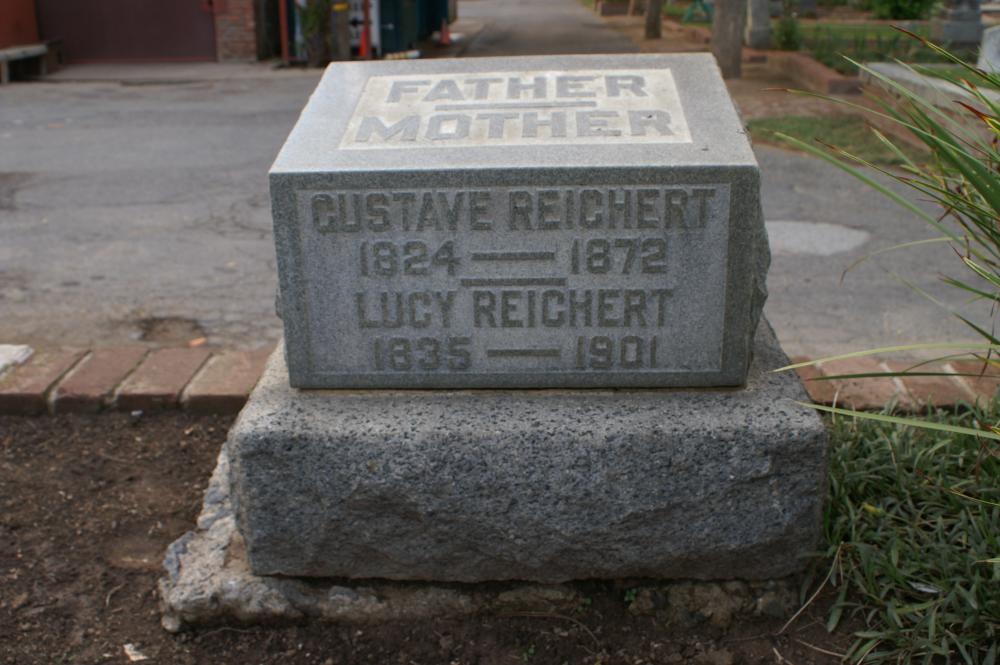 FATHER
MOTHER
GUSTAVE REICHERT
1824 — 1872
LUCY REICHERT
1835 — 1901